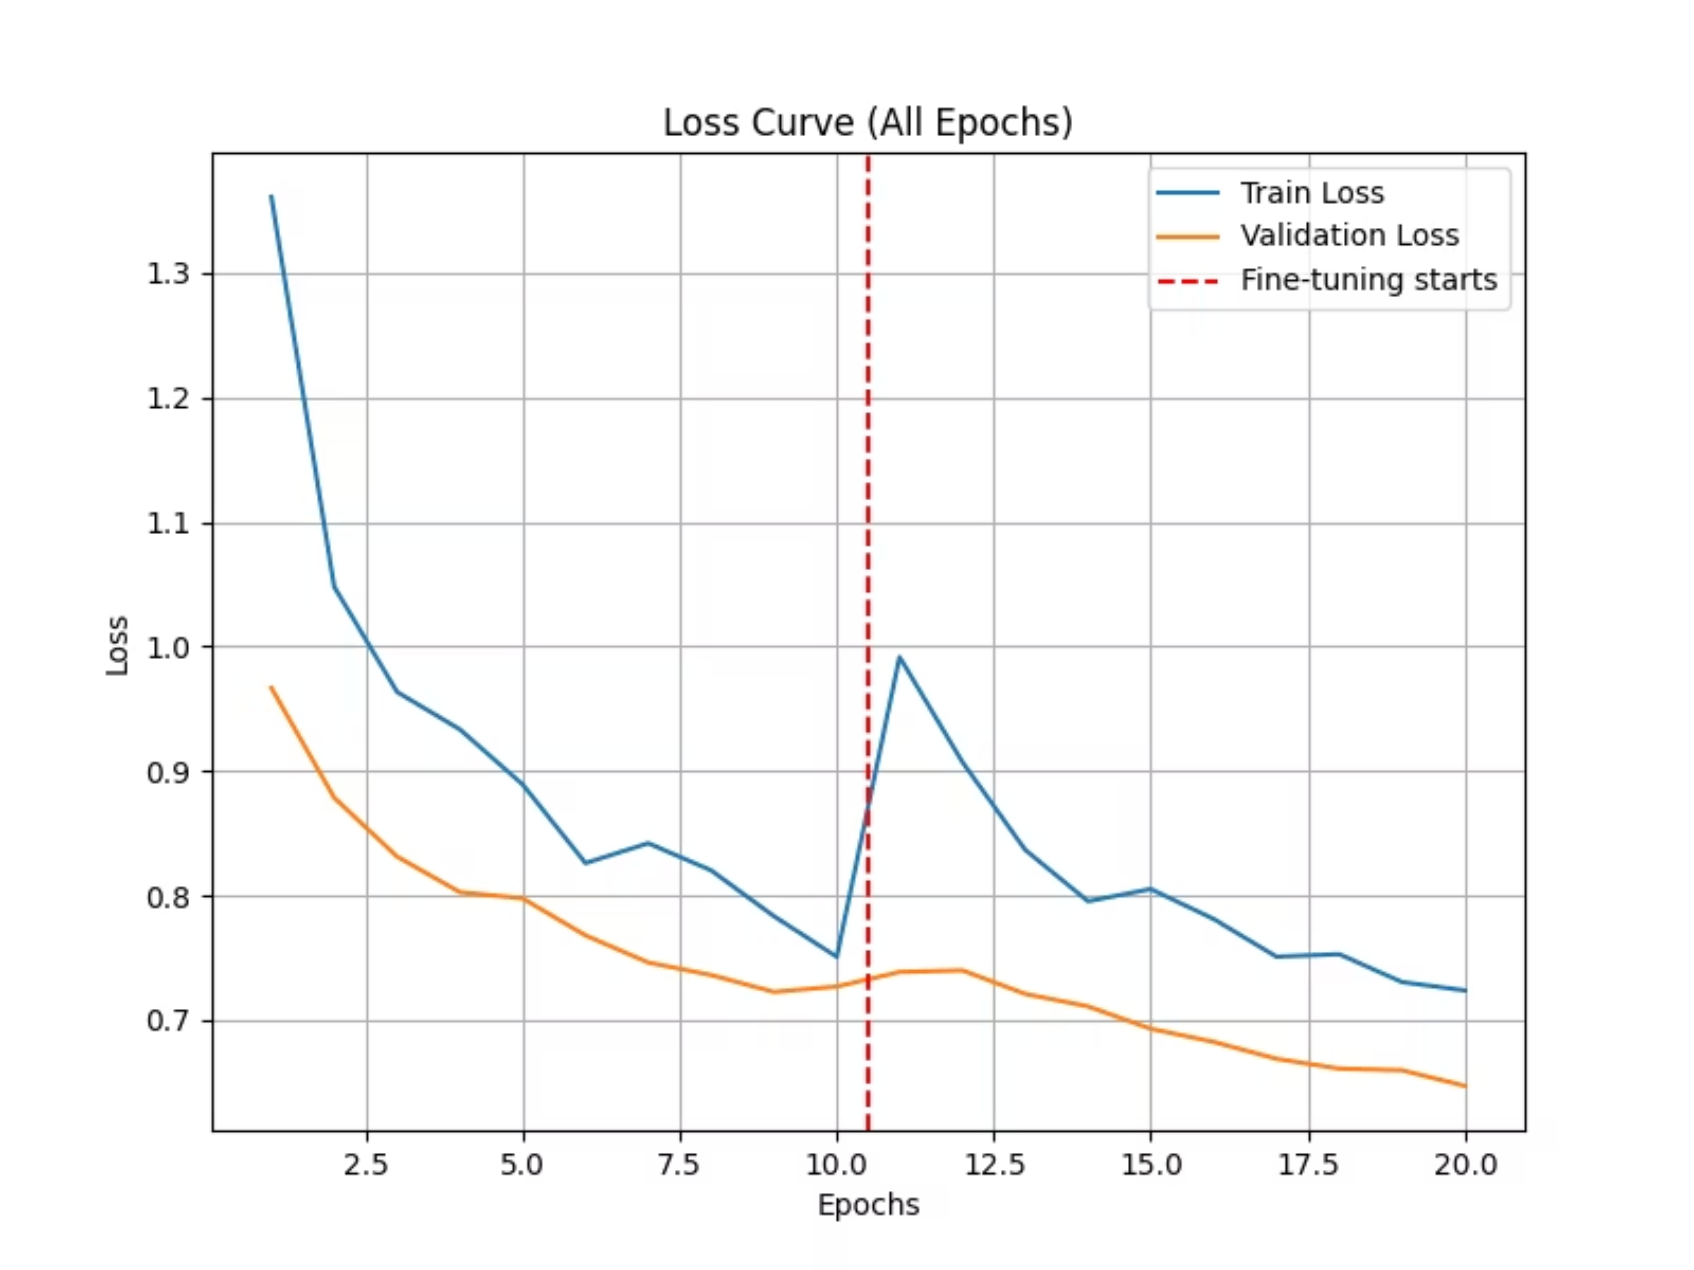 Loss Curve (All Epochs)
Train Loss
Validation Loss
Fine-tuning starts
1.3
1.2
1.1
1.0
0.9
0.8
0.7
Loss
2.5 5.0 7.5 10.0 12.5 15.0 17.5 20.0
Epochs